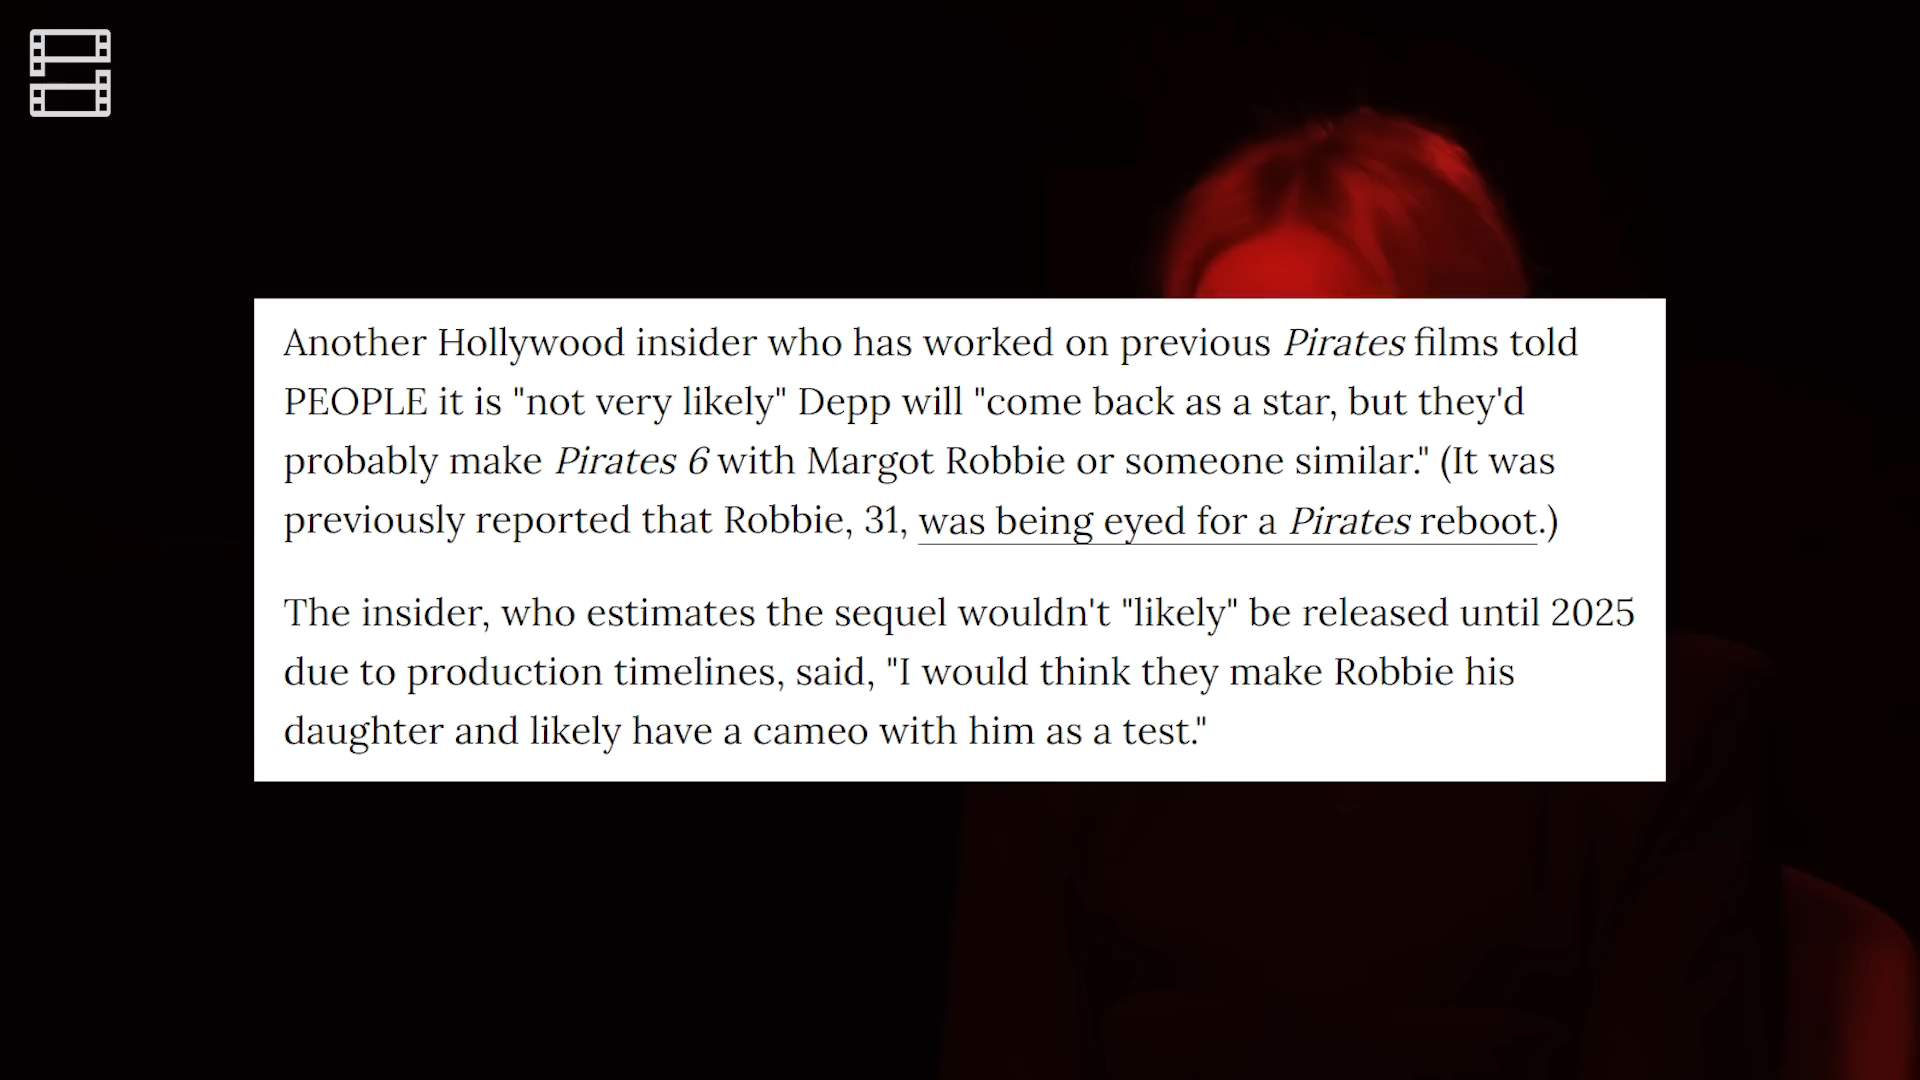 Another Hollywood insider who has worked on previous Pirates films told
PEOPLE it is "not very likely" Depp will "come back as a star, but they'd
probably make Pirates 6 with Margot Robbie or someone similar." (It was
previously reported that Robbie, 31, was being eyed for a Pirates reboot.)
The insider, who estimates the sequel wouldn't "likely" be released until 2025
due to production timelines, said, "I would think they make Robbie his
daughter and likely have a cameo with him as a test."